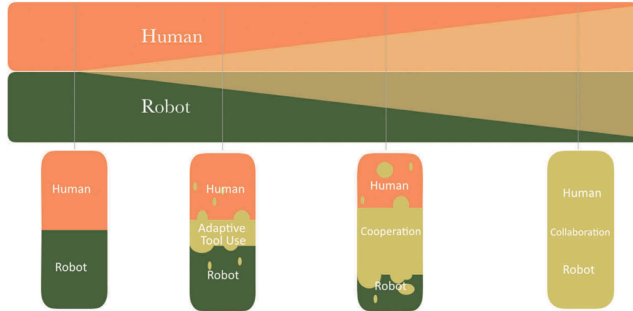 Human
Robot
Human
Robot
Human
Adaptive
Tool Use
Robot
Human
Cooperation
Robot
Human
Collaboration
Robot